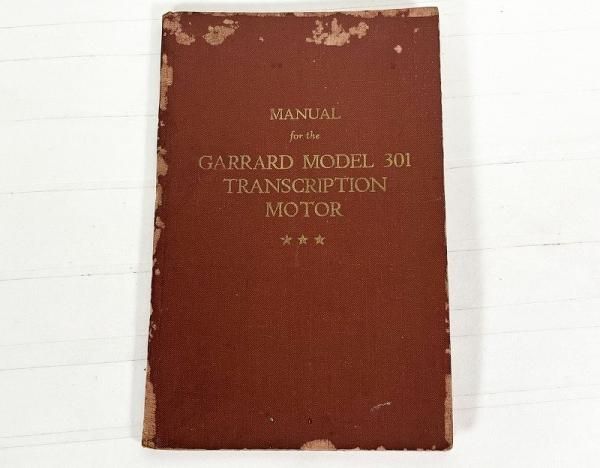 MANUAL
for the
GARRARD MODEL 301
TRANSCRIPTION
MOTOR